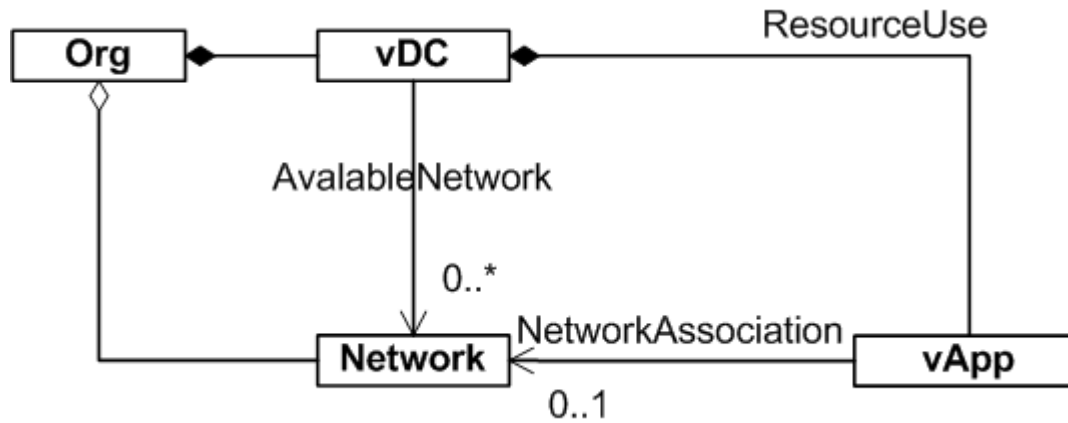 ResourceUse
Org
vDC
AvalableNetwork
0..*
NetworkAssociation
Network
vApp
0..1